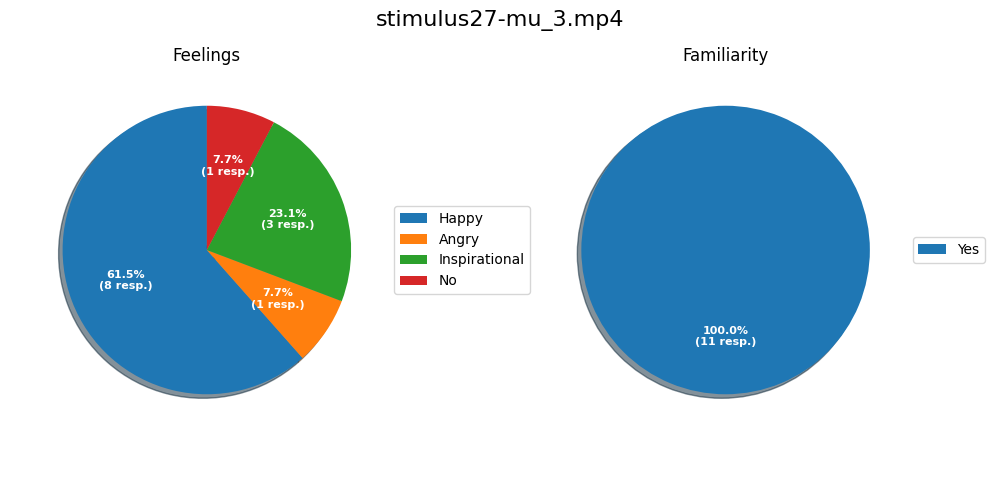 stimulus27-mu_3.mp4
Feelings
7.7%
(1 resp.)
23.1%
(3 resp.)
61.5%
(8 resp.)
7.7%
(1 resp.)
Happy
Angry
Inspirational
No
Familiarity
100.0%
(11 resp.)
Yes